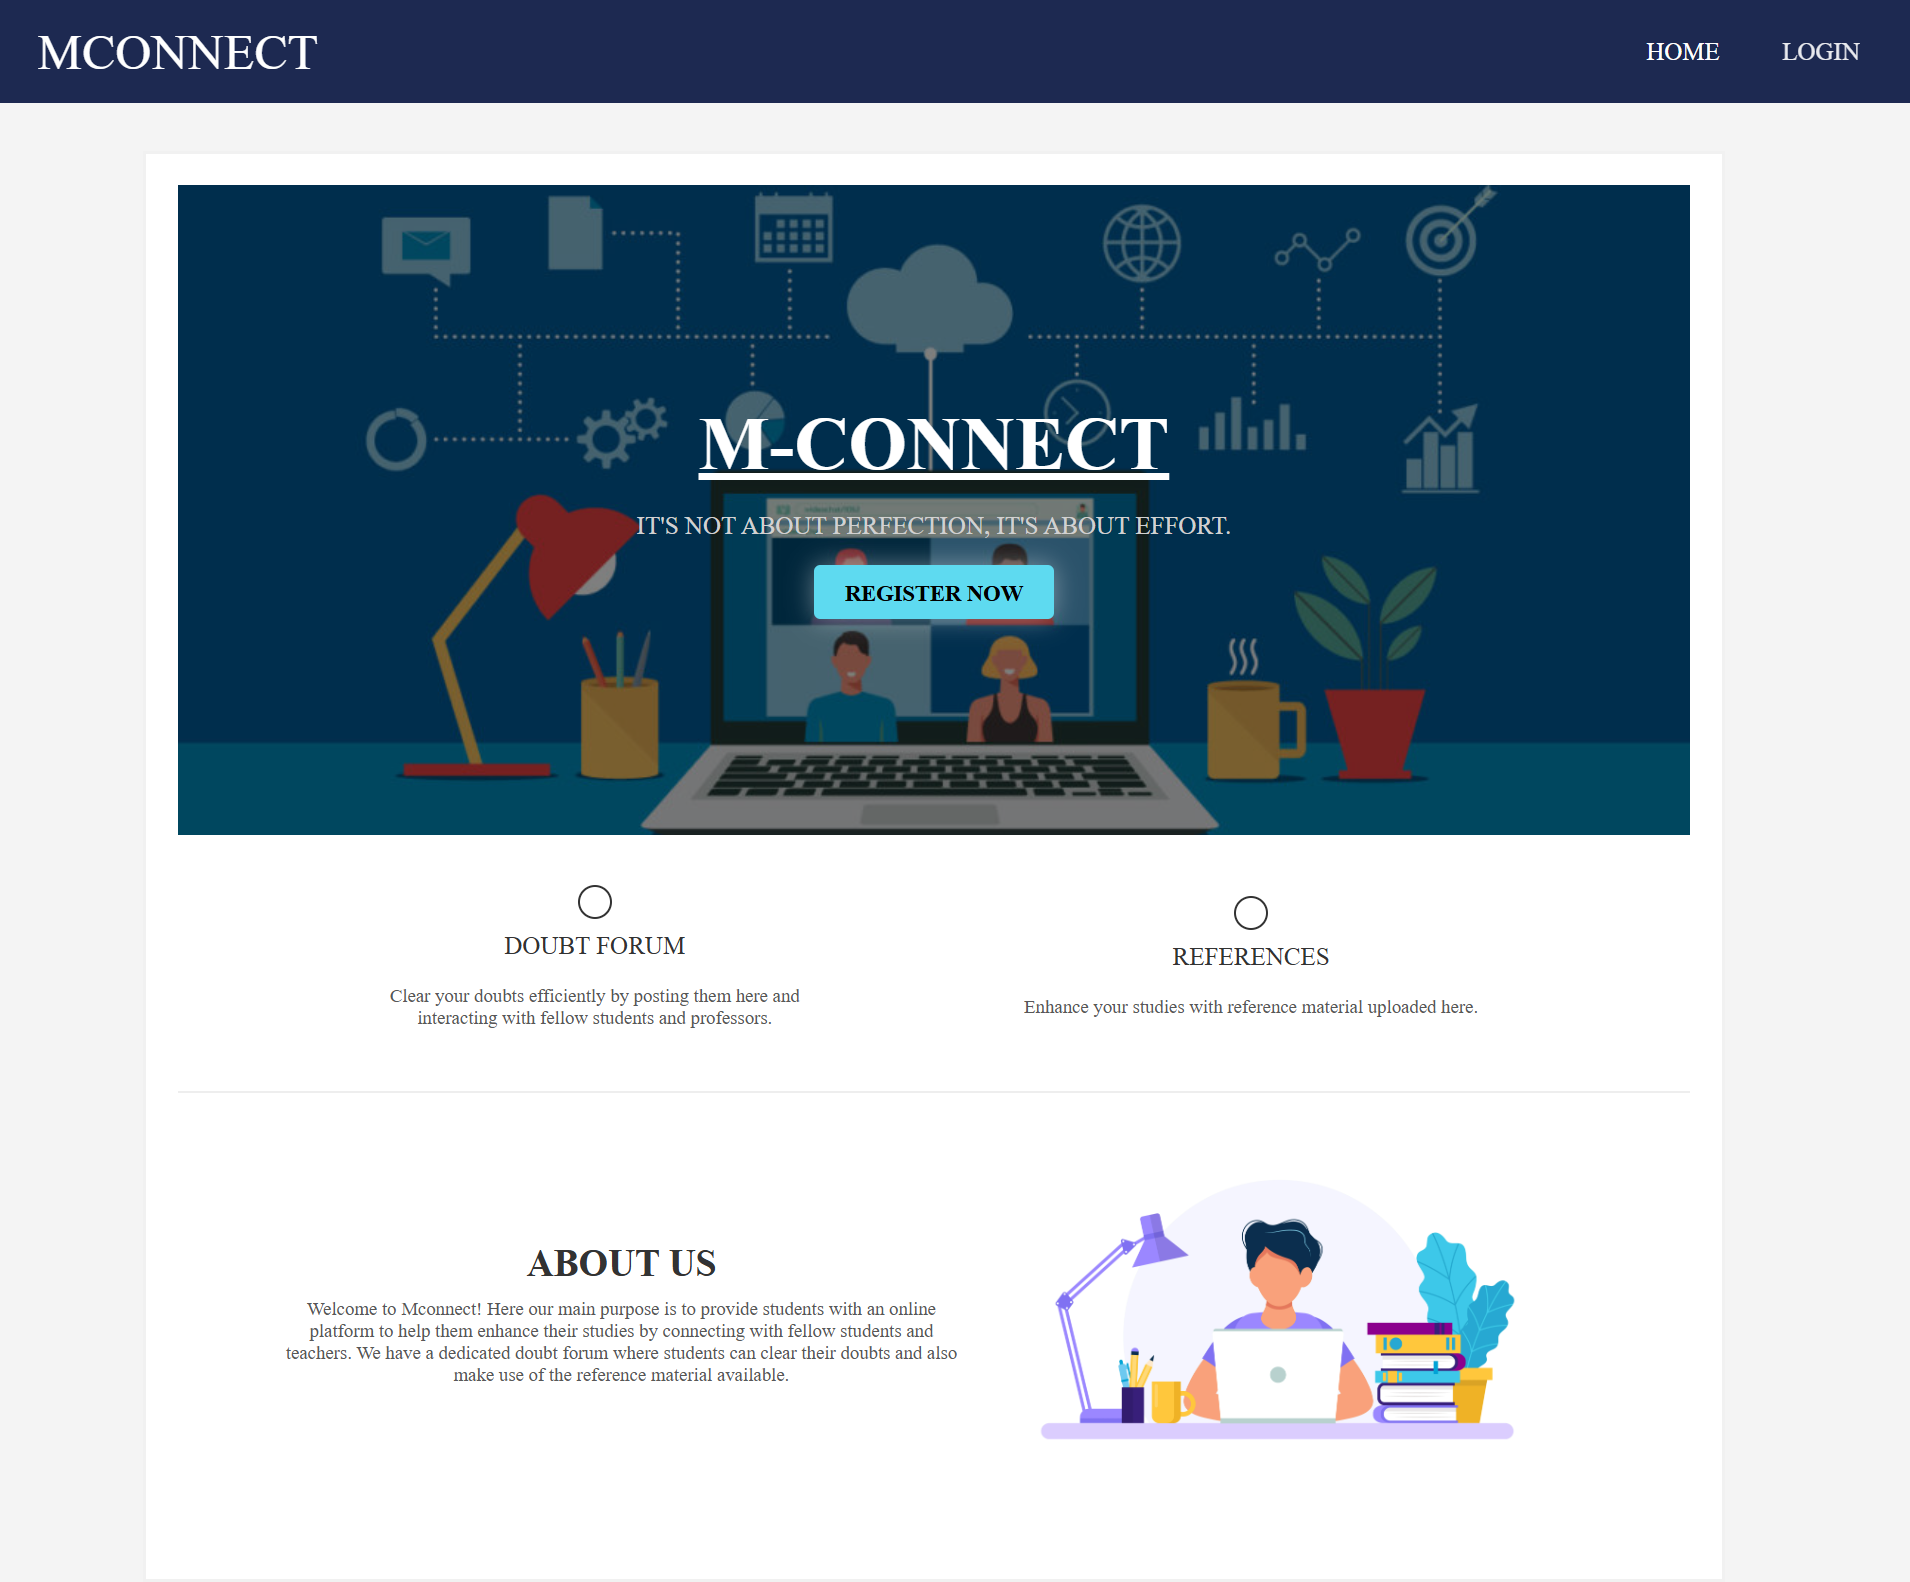 MCONNECT
HOME
LOGIN
M-CONNECT
IT'S NOT ABOUT PERFECTION, IT'S ABOUT EFFORT.
REGISTER NOW
DOUBT FORUM
Clear your doubts efficiently by posting them here and
interacting with fellow students and professors.
REFERENCES
Enhance your studies with reference material uploaded here.
ABOUT US
Welcome to Mconnect! Here our main purpose is to provide students with an online
platform to help them enhance their studies by connecting with fellow students and
teachers. We have a dedicated doubt forum where students can clear their doubts and also
make use of the reference material available.